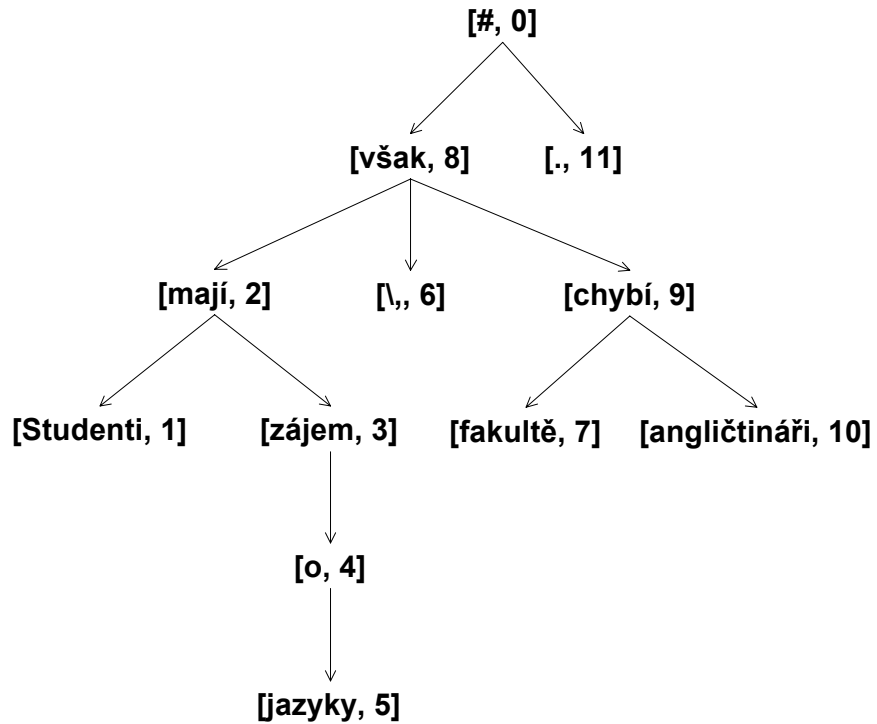 [#, 0]
[však, 8] [., 11]
[mají, 2] [\,, 6] [chybí, 9]
[Studenti, 1] [zájem, 3] [fakultě, 7] [angličtináři, 10]
[o, 4]
[jazyky, 5]